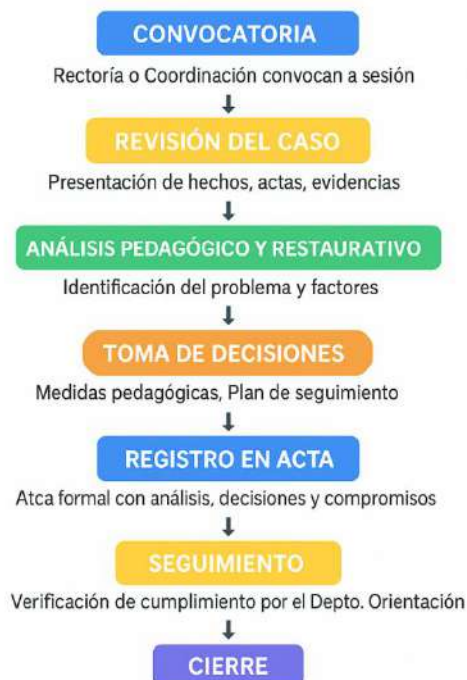 CONVOCATORIA
Rectoría o Coordinación convocan a sesión
REVISIÓN DEL CASO
Presentación de hechos, actas, evidencias
ANÁLISIS PEDAGÓGICO Y RESTAURATIVO
Identificación del problema y factores
TOMA DE DECISIONES
Medidas pedagógicas, Plan de seguimiento
REGISTRO EN ACTA
Atca formal con análisis, decisiones y compromisos
SEGUIMIENTO
Verificación de cumplimiento por el Depto. Orientación
CIERRE